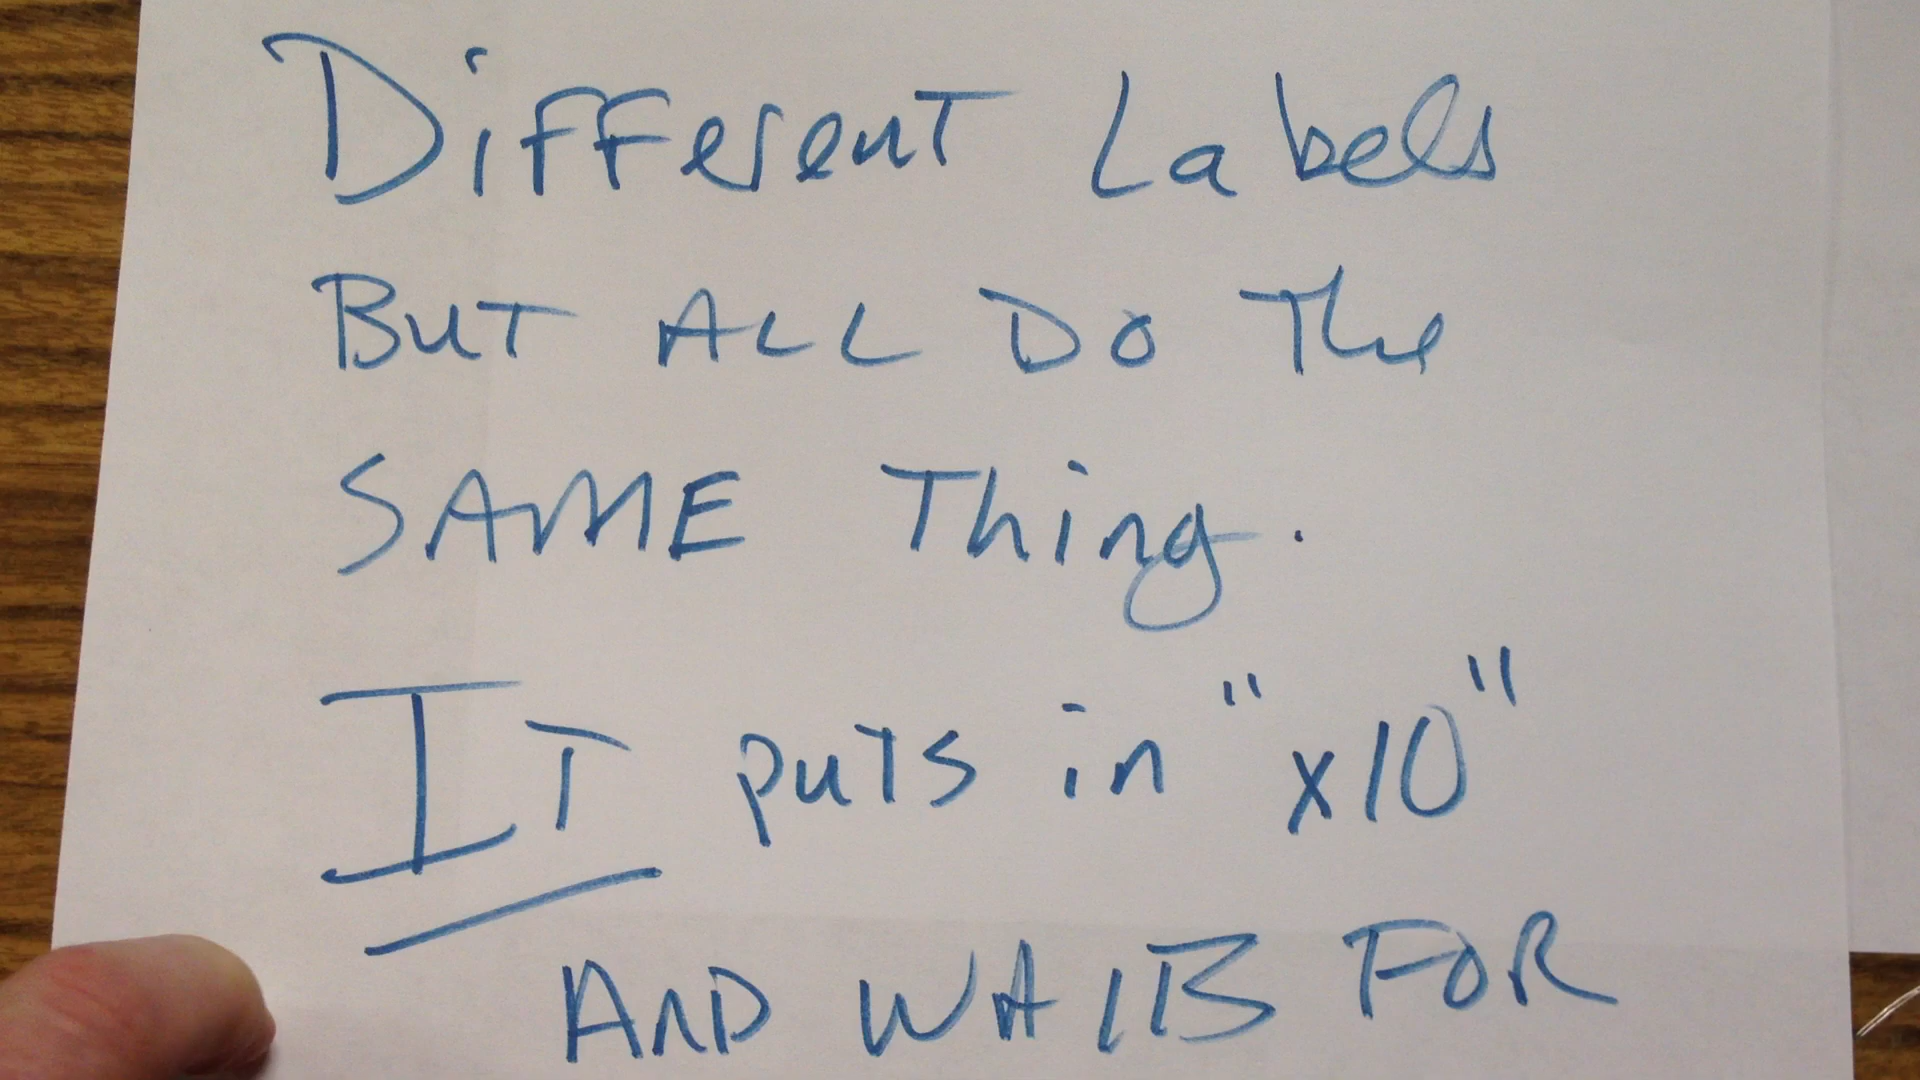 Different Labels
BUT ALL DO The
SAME Thing.
IT puts in "x10"
AND WAITS FOR